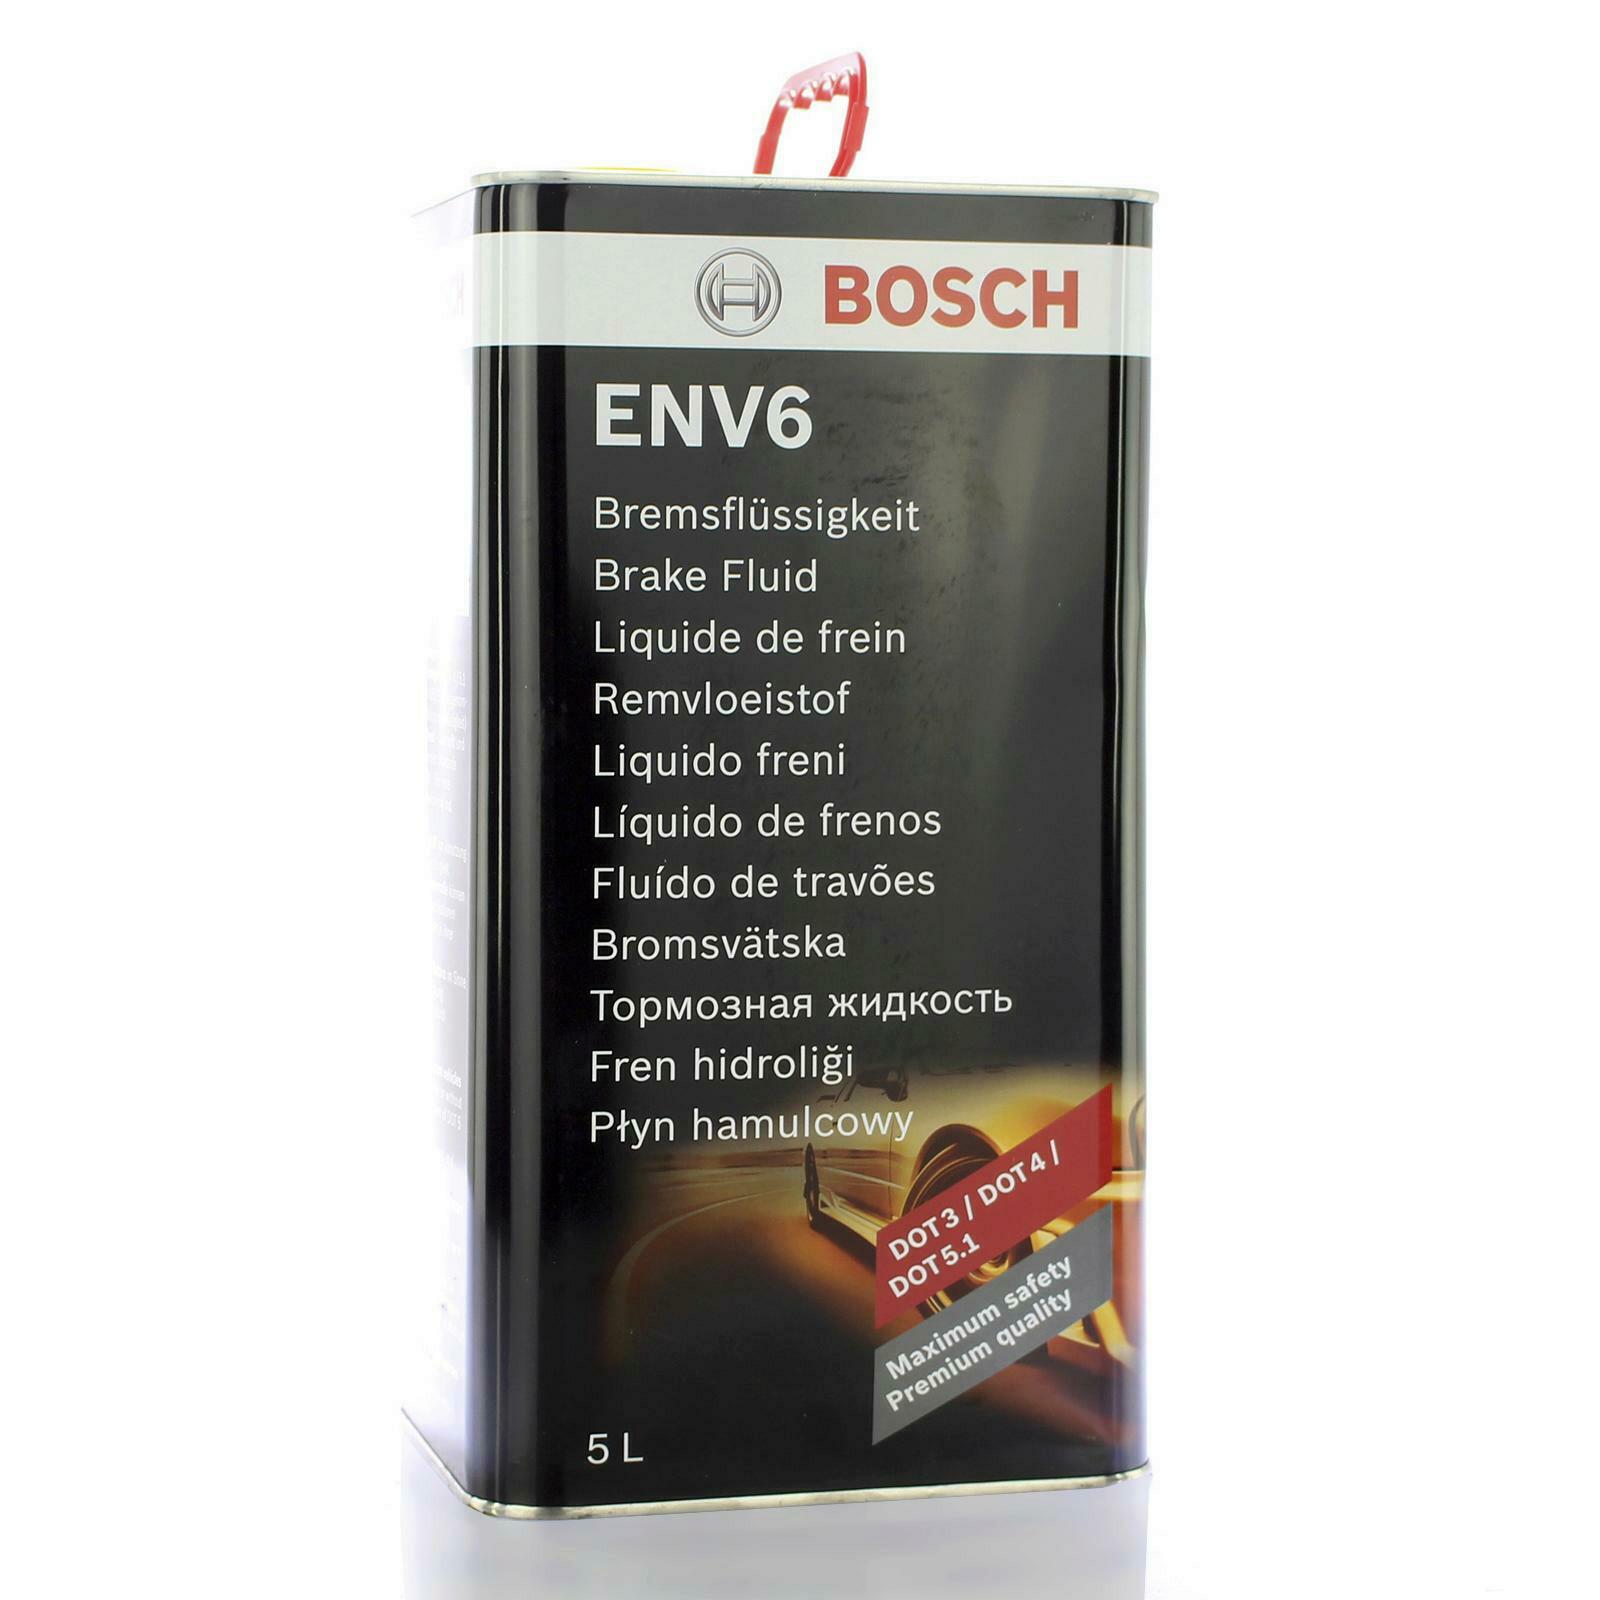 BOSCH
ENV6
Bremsflüssigkeit
Brake Fluid
Liquide de frein
Remvloeistof
Liquido freni
Líquido de frenos
Fluído de travões
Bromsvätska
Тормозная жидкость
Fren hidroliği
Płyn hamulcowy
DOT 3 / DOT 4 /
DOT 5.1
Maximum safety
Premium quality
5 L